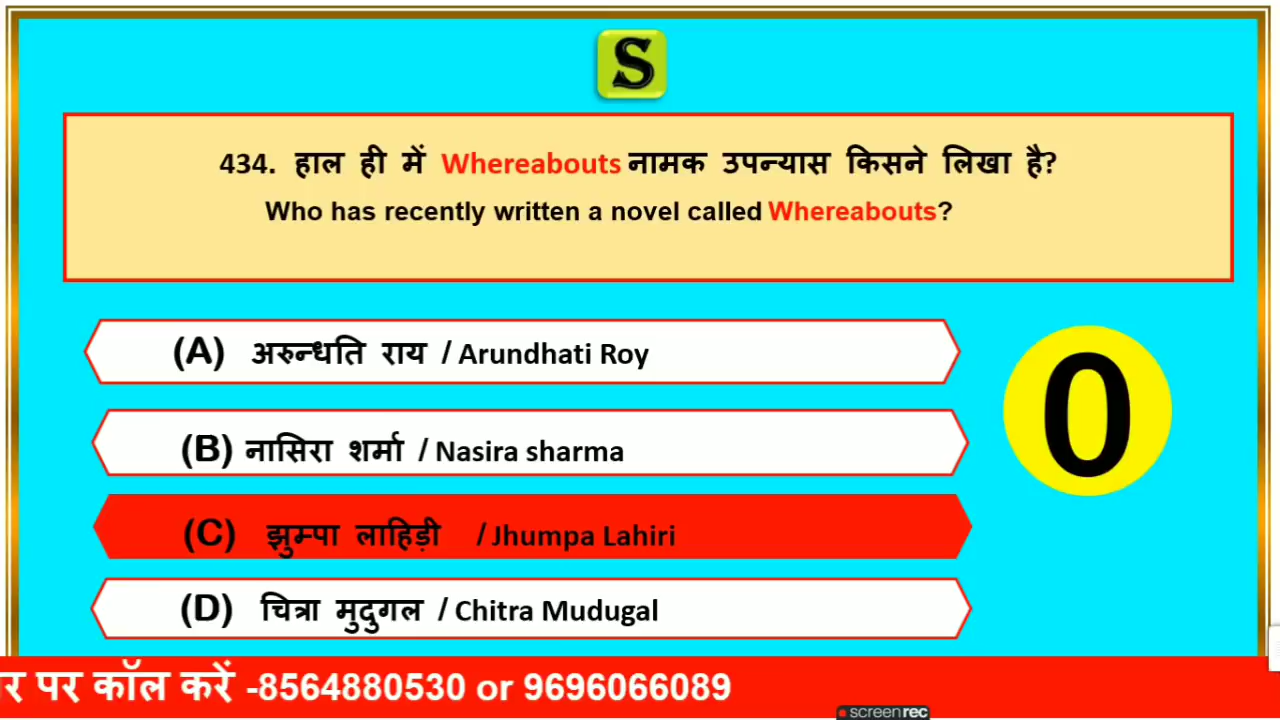 S
434. हाल ही में Whereabouts नामक उपन्यास किसने लिखा है?
Who has recently written a novel called Whereabouts?
(A) अरुन्धति राय / Arundhati Roy
(B) नासिरा शर्मा / Nasira sharma
(C) झुम्पा लाहिड़ी / Jhumpa Lahiri
(D) चित्रा मुदुगल / Chitra Mudugal
0
र पर कॉल करें -8564880530 or 9696066089
screenrec